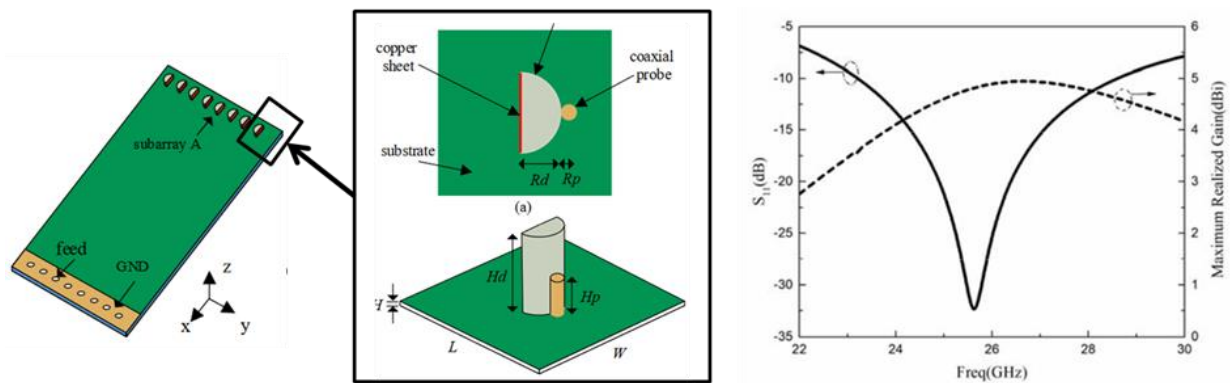 subarray A
feed
GND
z
x
y
copper
sheet
coaxial
probe
substrate
Rd
Rp
(a)
Hd
Hp
L
W
-5
-10
-15
-20
-25
-30
-35
S11(dB)
22
24
26
28
30
Freq(GHz)
6
5
4
3
2
1
0
Maximum Realized Gain(dBi)